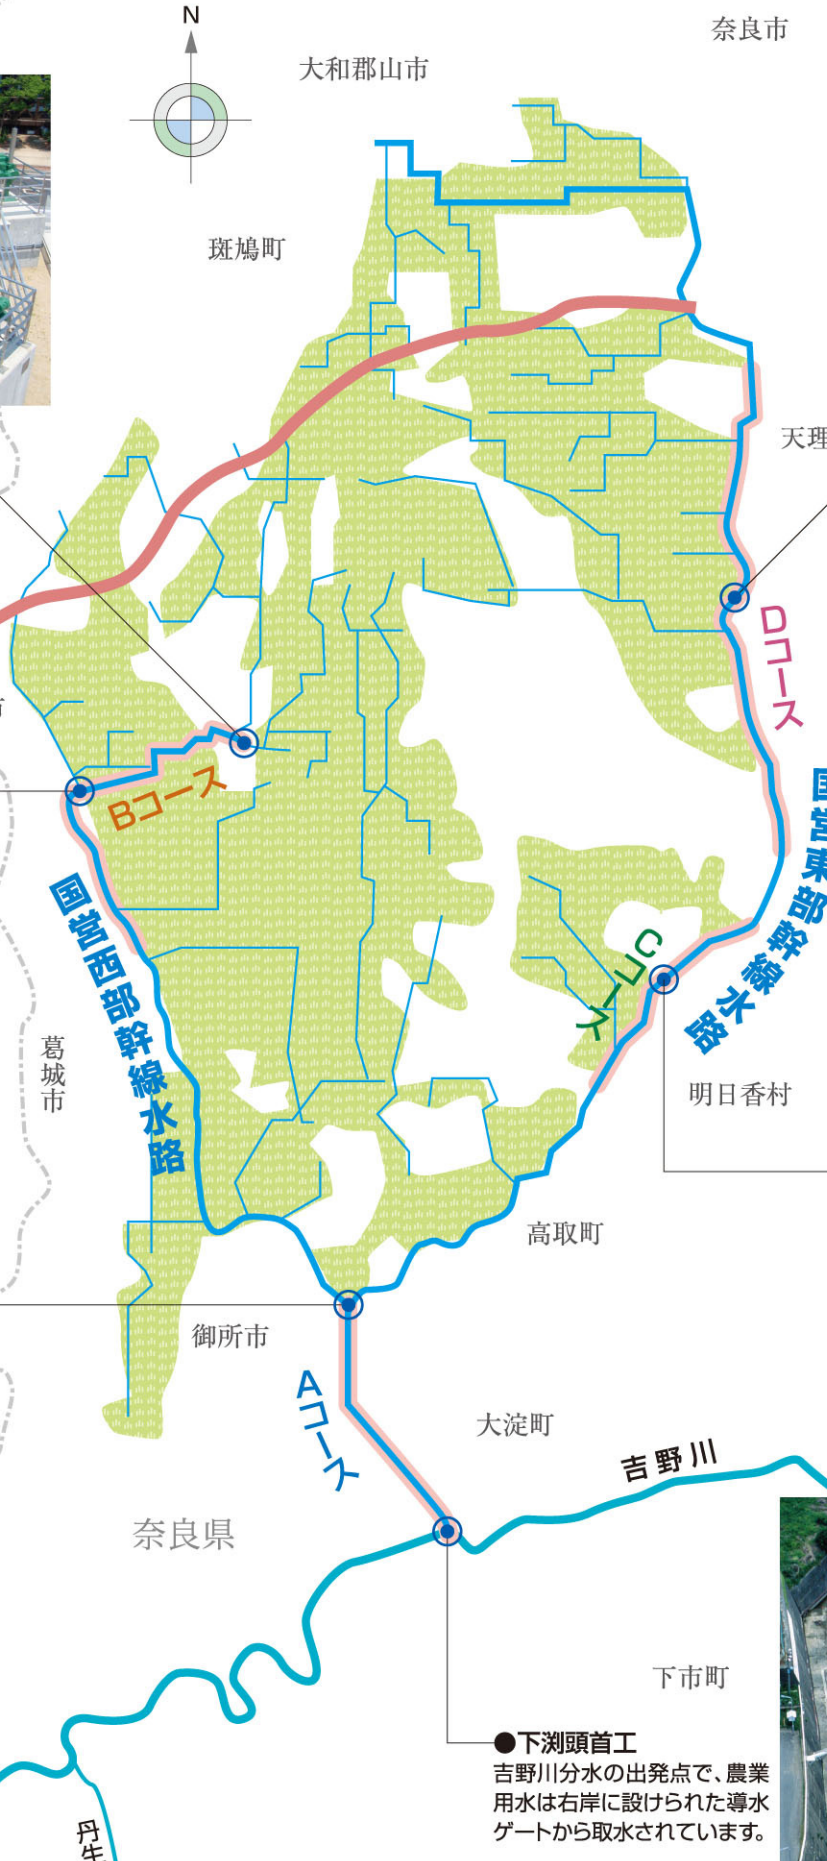 N
奈良市
大和郡山市
斑鳩町
天理
Dコース
Bコース
国営東部幹線水路
国営西部幹線水路
Cコース
葛城市
明日香村
高取町
御所市
Aコース
大淀町
吉野川
奈良県
下市町
●下渕頭首工
吉野川分水の出発点で、農業
用水は右岸に設けられた導水
ゲートから取水されています。
丹生